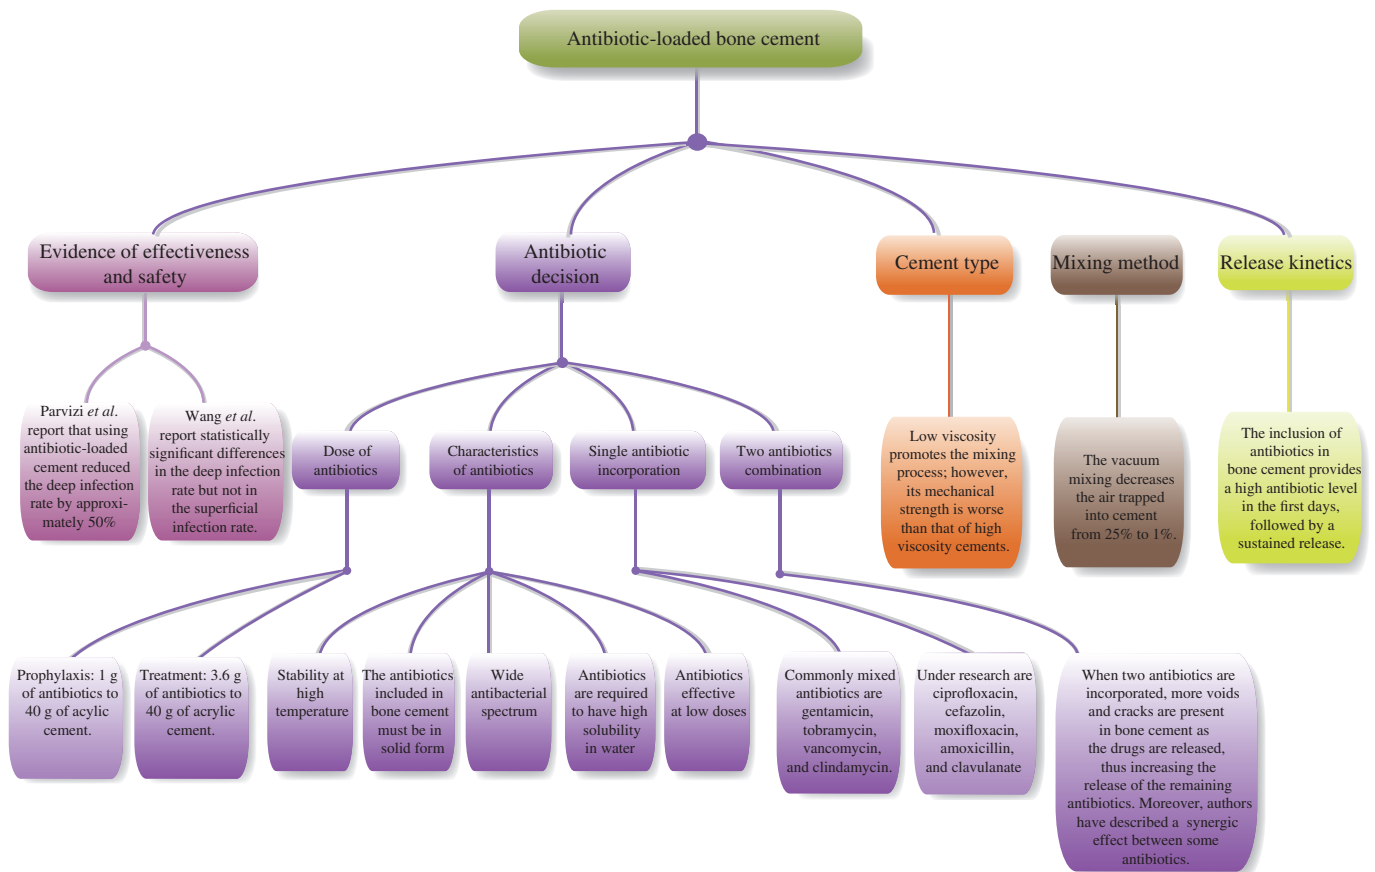 Antibiotic-loaded bone cement
Evidence of effectiveness
and safety
Antibiotic
decision
Cement type
Mixing method
Release kinetics
Parvizi et al.
report that using
antibiotic-loaded
cement reduced
the deep infection
rate by approxi-
mately 50%
Wang et al.
report statistically
significant differences
in the deep infection
rate but not in
the superficial
infection rate.
Dose of
antibiotics
Characteristics
of antibiotics
Single antibiotic
incorporation
Two antibiotics
combination
Low viscosity
promotes the mixing
process; however,
its mechanical
strength is worse
than that of high
viscosity cements.
The vacuum
mixing decreases
the air trapped
into cement
from 25% to 1%.
The inclusion of
antibiotics in
bone cement provides
a high antibiotic level
in the first days,
followed by a
sustained release.
Prophylaxis: 1 g
of antibiotics to
40 g of acylic
cement.
Treatment: 3.6 g
of antibiotics to
40 g of acrylic
cement.
Stability at
high
temperature
The antibiotics
included in
bone cement
must be in
solid form
Wide
antibacterial
spectrum
Antibiotics
are required
to have high
solubility
in water
Antibiotics
effective
at low doses
Commonly mixed
antibiotics are
gentamicin,
tobramycin,
vancomycin,
and clindamycin.
Under research are
ciprofloxacin,
cefazolin,
moxifloxacin,
amoxicillin,
and clavulanate
When two antibiotics are
incorporated, more voids
and cracks are present
in bone cement as
the drugs are released,
thus increasing the
release of the remaining
antibiotics. Moreover, authors
have described a synergic
effect between some
antibiotics.